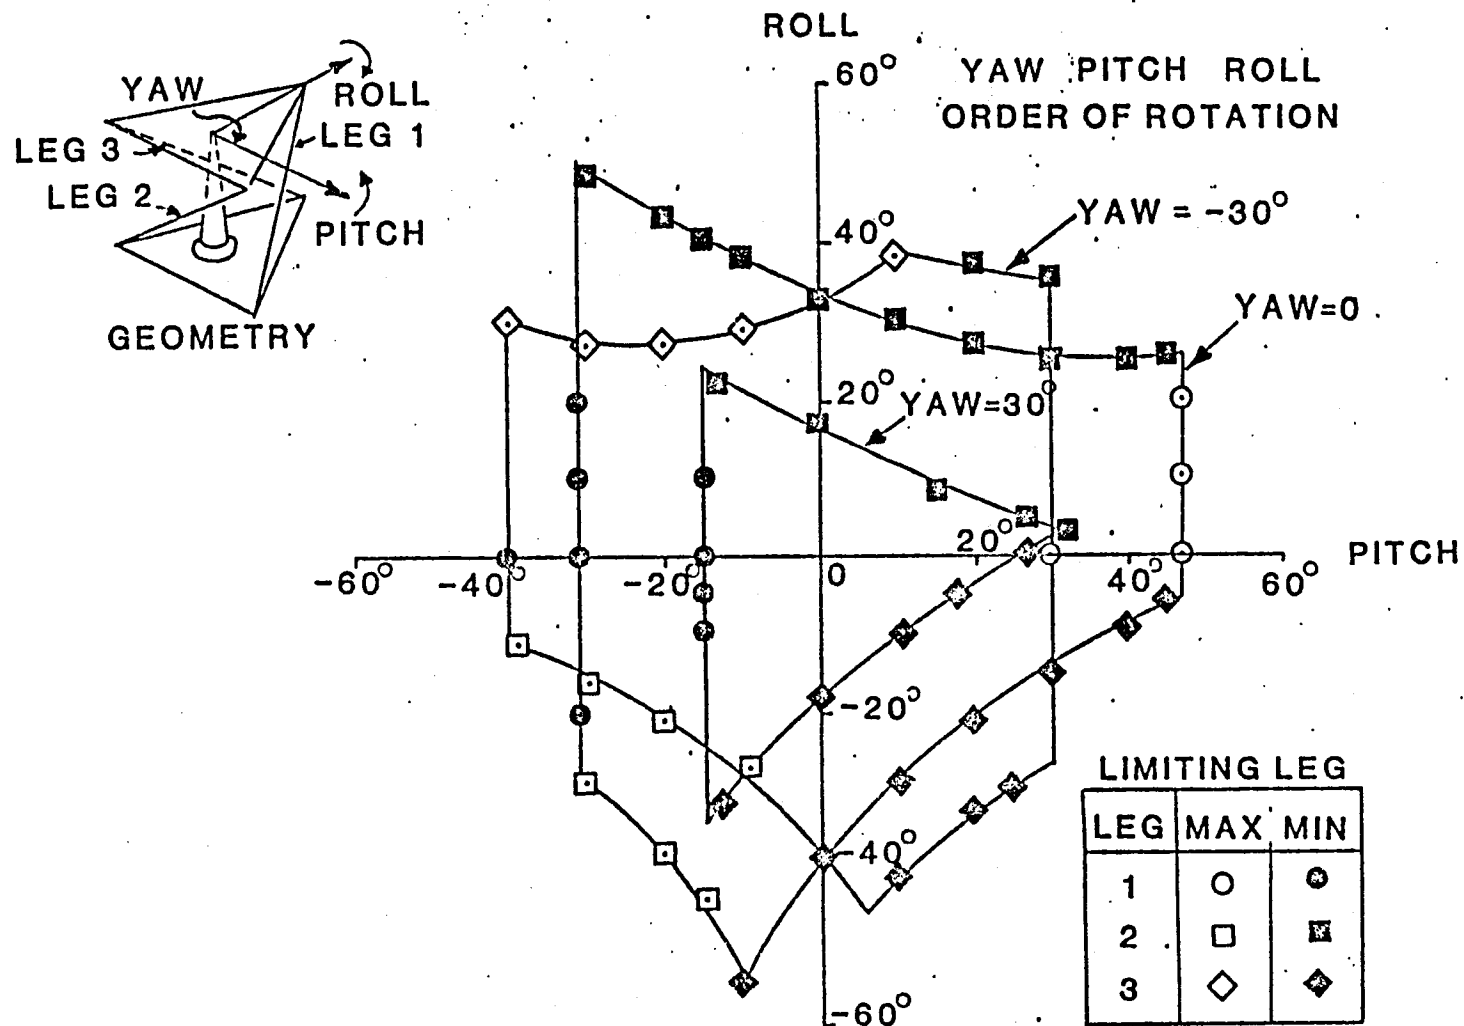 ROLL
60°
YAW PITCH ROLL
ORDER OF ROTATION
YAW
ROLL
LEG 1
LEG 3
LEG 2
PITCH
GEOMETRY
40°
YAW = -30°
YAW=0
20°
YAW=30°
-60°
-40°
-20°
0
20°
40°
60°
PITCH
-20°
-40°
-60°
LIMITING LEG
LEG MAX MIN
1
2
3